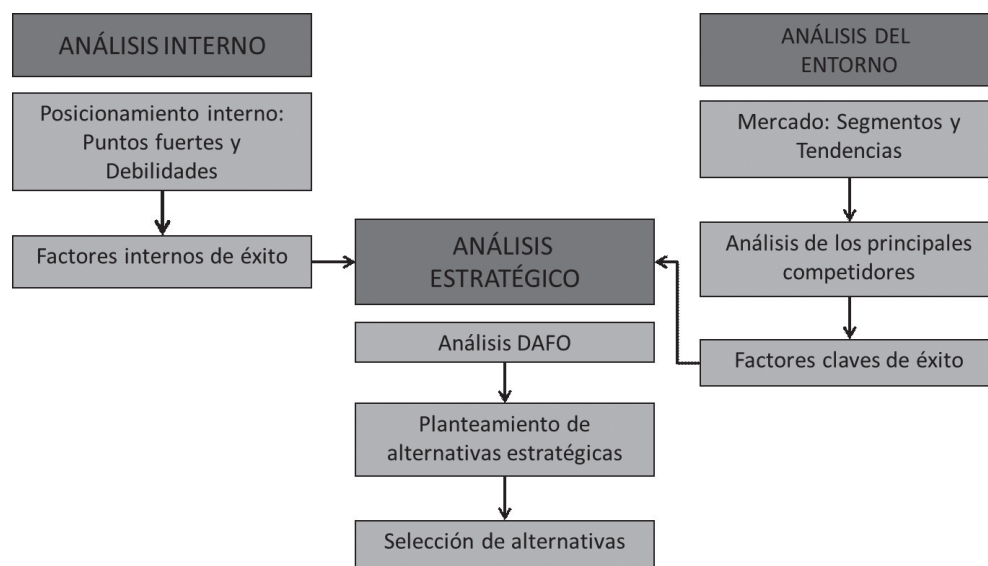 ANÁLISIS INTERNO
Posicionamiento interno:
Puntos fuertes y
Debilidades
Factores internos de éxito
ANÁLISIS
ESTRATÉGICO
Análisis DAFO
Planteamiento de
alternativas estratégicas
Selección de alternativas
ANÁLISIS DEL
ENTORNO
Mercado: Segmentos y
Tendencias
Análisis de los principales
competidores
Factores claves de éxito